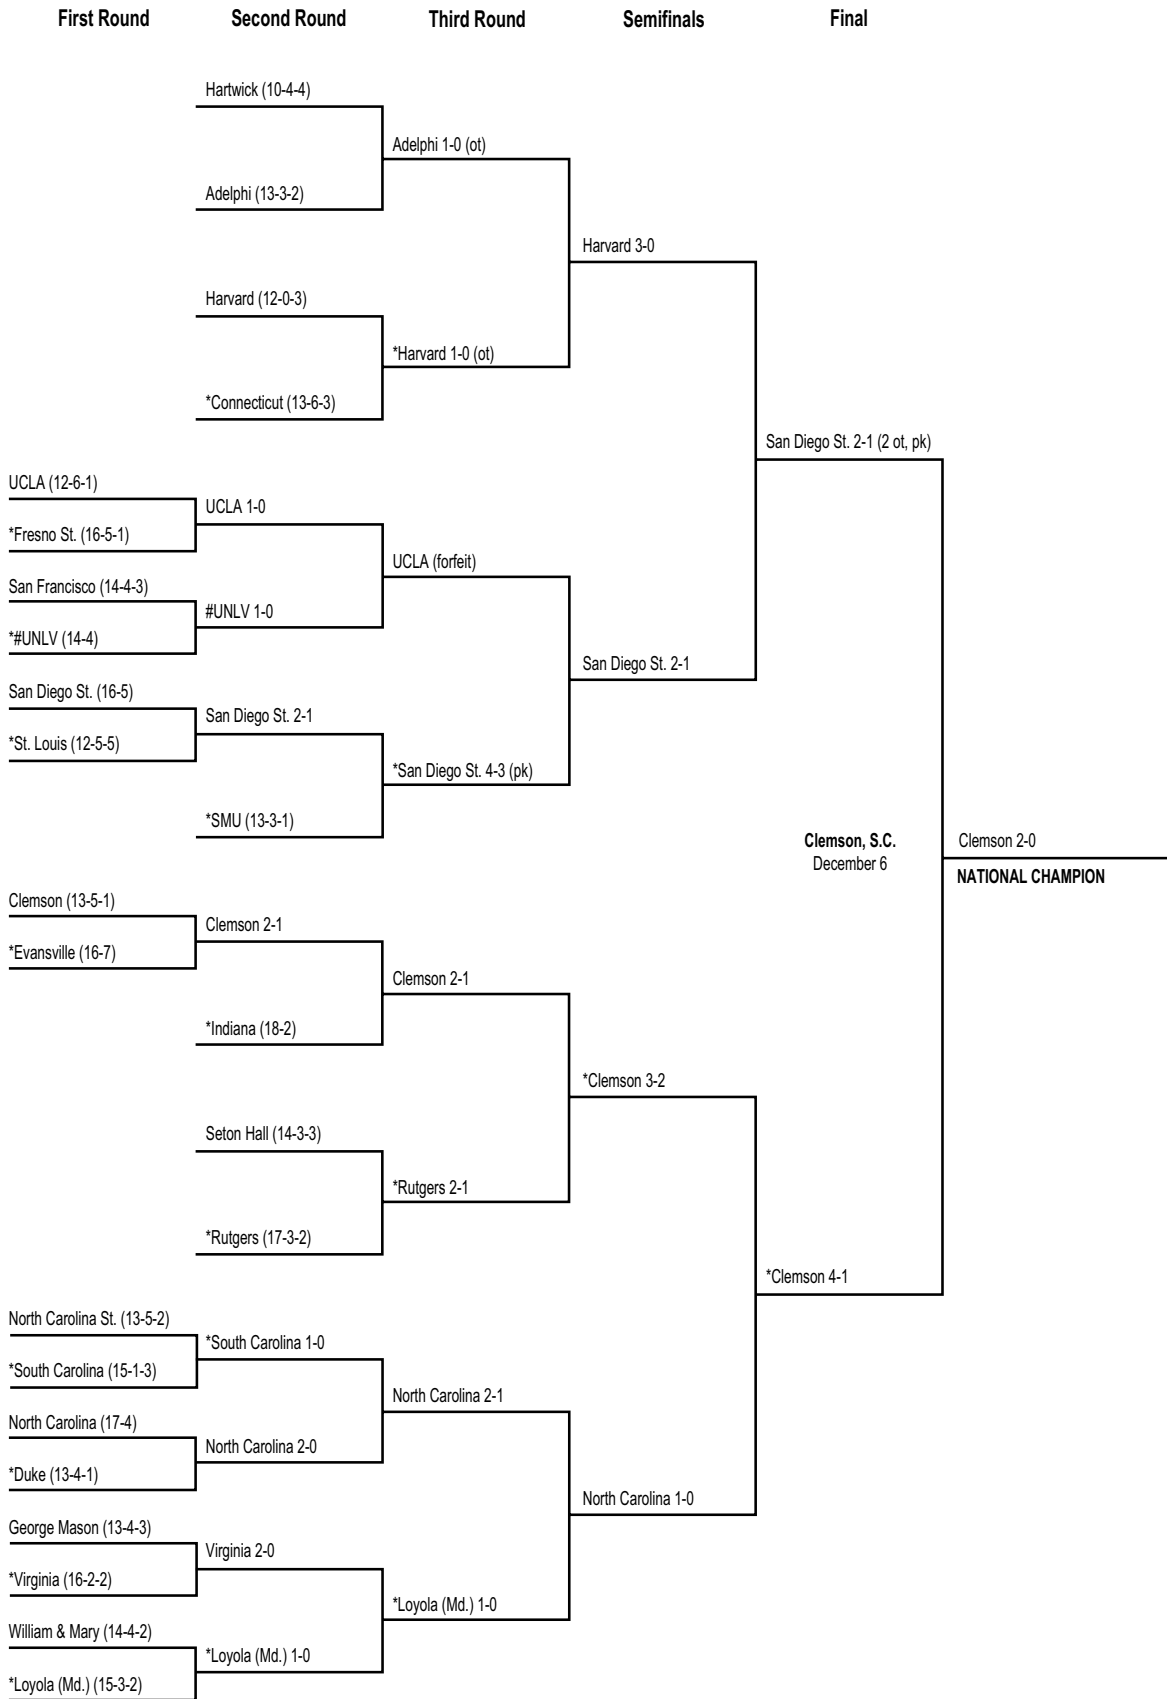 First Round Second Round Third Round Semifinals Final
Hartwick (10-4-4)
Adelphi 1-0 (ot)
Adelphi (13-3-2)
Harvard 3-0
Harvard (12-0-3)
*Harvard 1-0 (ot)
*Connecticut (13-6-3)
San Diego St. 2-1 (2 ot, pk)
UCLA (12-6-1)
UCLA 1-0
*Fresno St. (16-5-1)
UCLA (forfeit)
San Francisco (14-4-3)
#UNLV 1-0
*#UNLV (14-4)
San Diego St. 2-1
San Diego St. (16-5)
San Diego St. 2-1
*St. Louis (12-5-5)
*San Diego St. 4-3 (pk)
*SMU (13-3-1)
Clemson, S.C.
December 6
Clemson 2-0
NATIONAL CHAMPION
Clemson (13-5-1)
Clemson 2-1
*Evansville (16-7)
Clemson 2-1
*Indiana (18-2)
*Clemson 3-2
Seton Hall (14-3-3)
*Rutgers 2-1
*Rutgers (17-3-2)
*Clemson 4-1
North Carolina St. (13-5-2)
*South Carolina 1-0
*South Carolina (15-1-3)
North Carolina 2-1
North Carolina (17-4)
North Carolina 2-0
*Duke (13-4-1)
North Carolina 1-0
George Mason (13-4-3)
Virginia 2-0
*Virginia (16-2-2)
*Loyola (Md.) 1-0
William & Mary (14-4-2)
*Loyola (Md.) 1-0
*Loyola (Md.) (15-3-2)